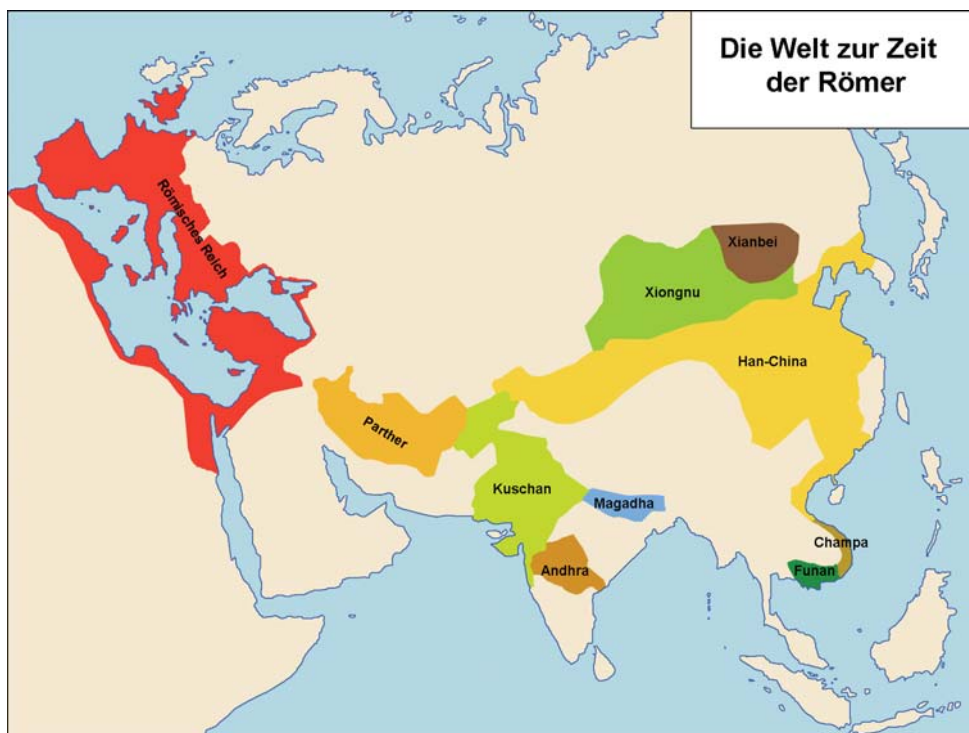 Die Welt zur Zeit
der Römer
Römisches Reich
Xianbei
Xiongnu
Han-China
Parther
Kuschan
Magadha
Champa
Andhra
Funan